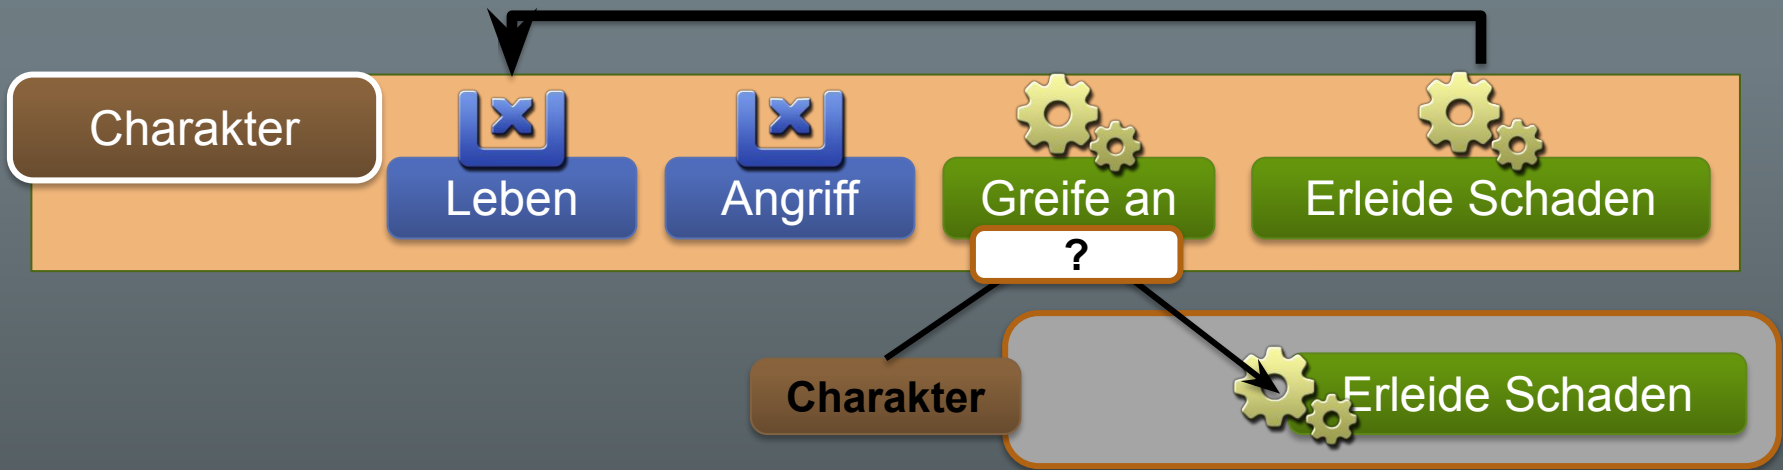 Charakter
Leben
Angriff
Greife an
Erleide Schaden
?
Charakter
Erleide Schaden